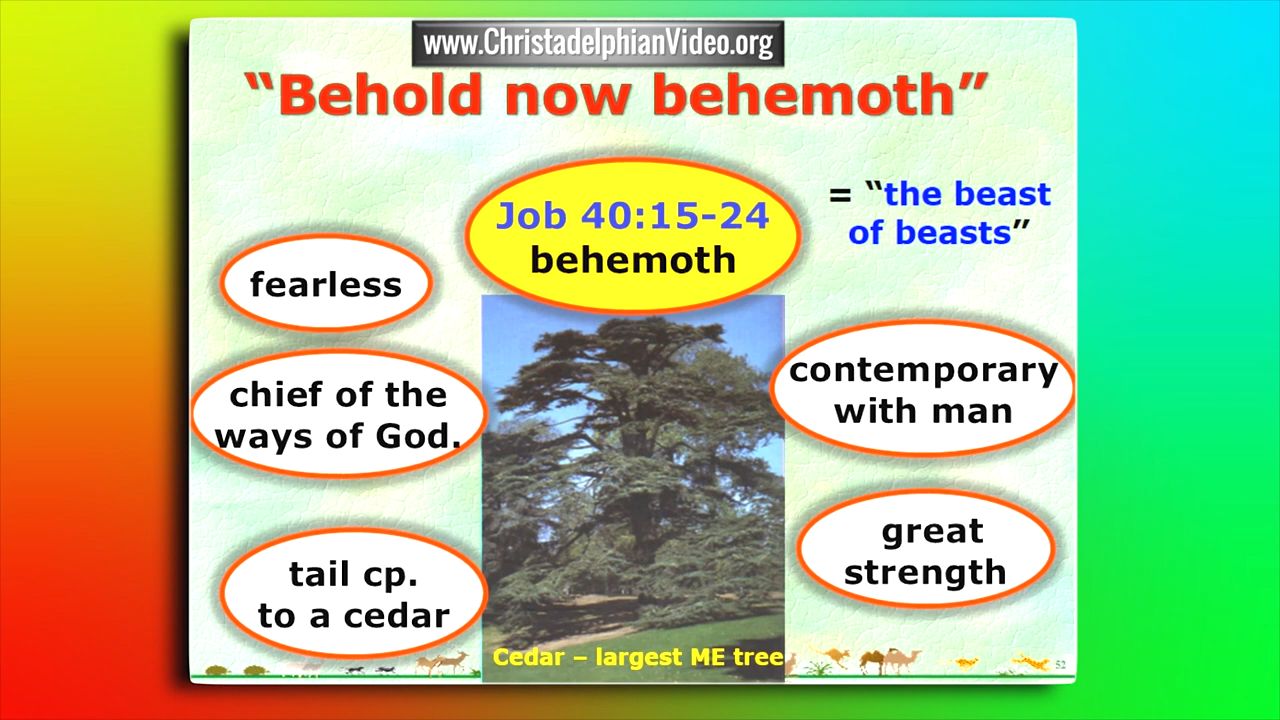 www.ChristadelphianVideo.org
“Behold now behemoth”
Job 40:15-24
behemoth
= “the beast
of beasts”
fearless
chief of the
ways of God.
tail cp.
to a cedar
contemporary
with man
great
strength
Cedar – largest ME tree
52